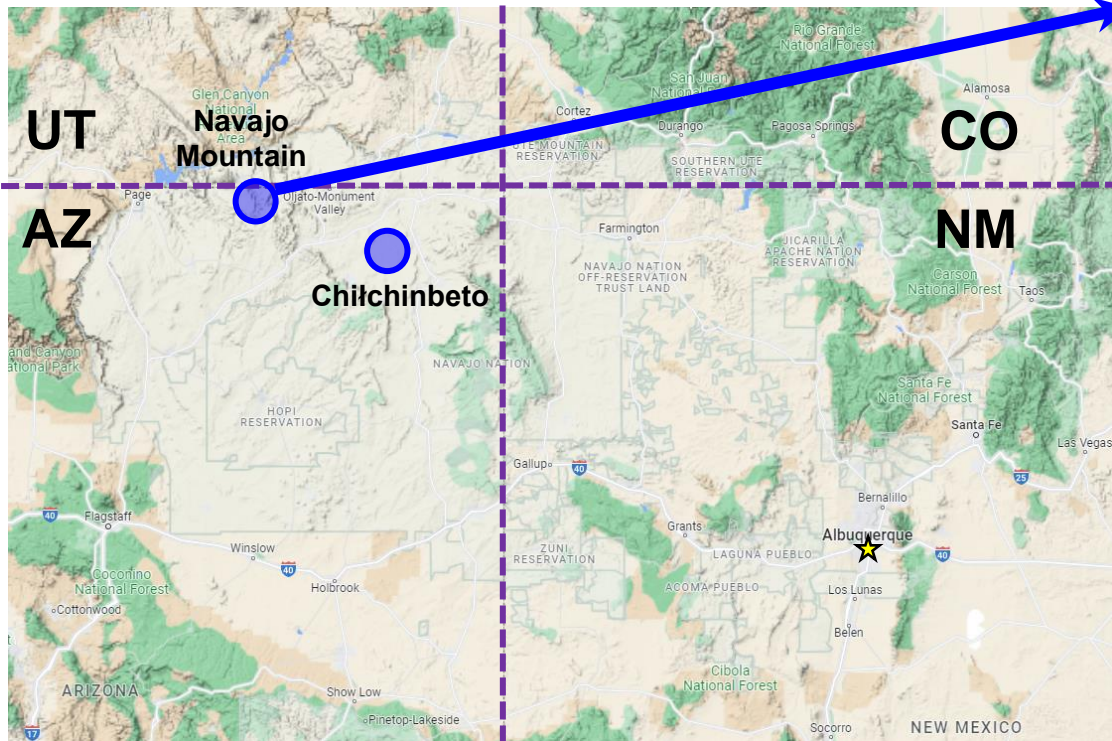 Rio Grande
National Forest
Glen Canyon
National
Area
San Juan
National
Alamosa
Cortez
Navajo
Mountain
UT
CO
Durango
Pagosa Springs
UTE MOUNTAIN
RESERVATION
SOUTHERN-UTE
RESERVATION
Page
Oljato-Monument
Valley
AZ
NM
Farmington
JICARILLA
APACHE NATION
RESERVATION
NAVAJO NATION
OFF-RESERVATION
TRUST LAND
Carson
National Forest
Taos
Chiłchinbeto
and Canyon
ational Park
NAVAJO NATION
Santa Fe
National Forest
HOPI
RESERVATION
Santa Fe
Las Vegas
Gallup
40
25
Bernalillo
40
Flagstaff
Grants
Albuquerque
Winslow
40
ZUNI
RESERVATION
LAGUNA PUEBLO
40
Coconino
National Forest
Holbrook
ACOMA PUEBLO
Los Lunas
Cottonwood
Belen
Cibola
National Forest
ARIZONA
Show Low
Pinetop-Lakeside
17
Socorro
NEW MEXICO